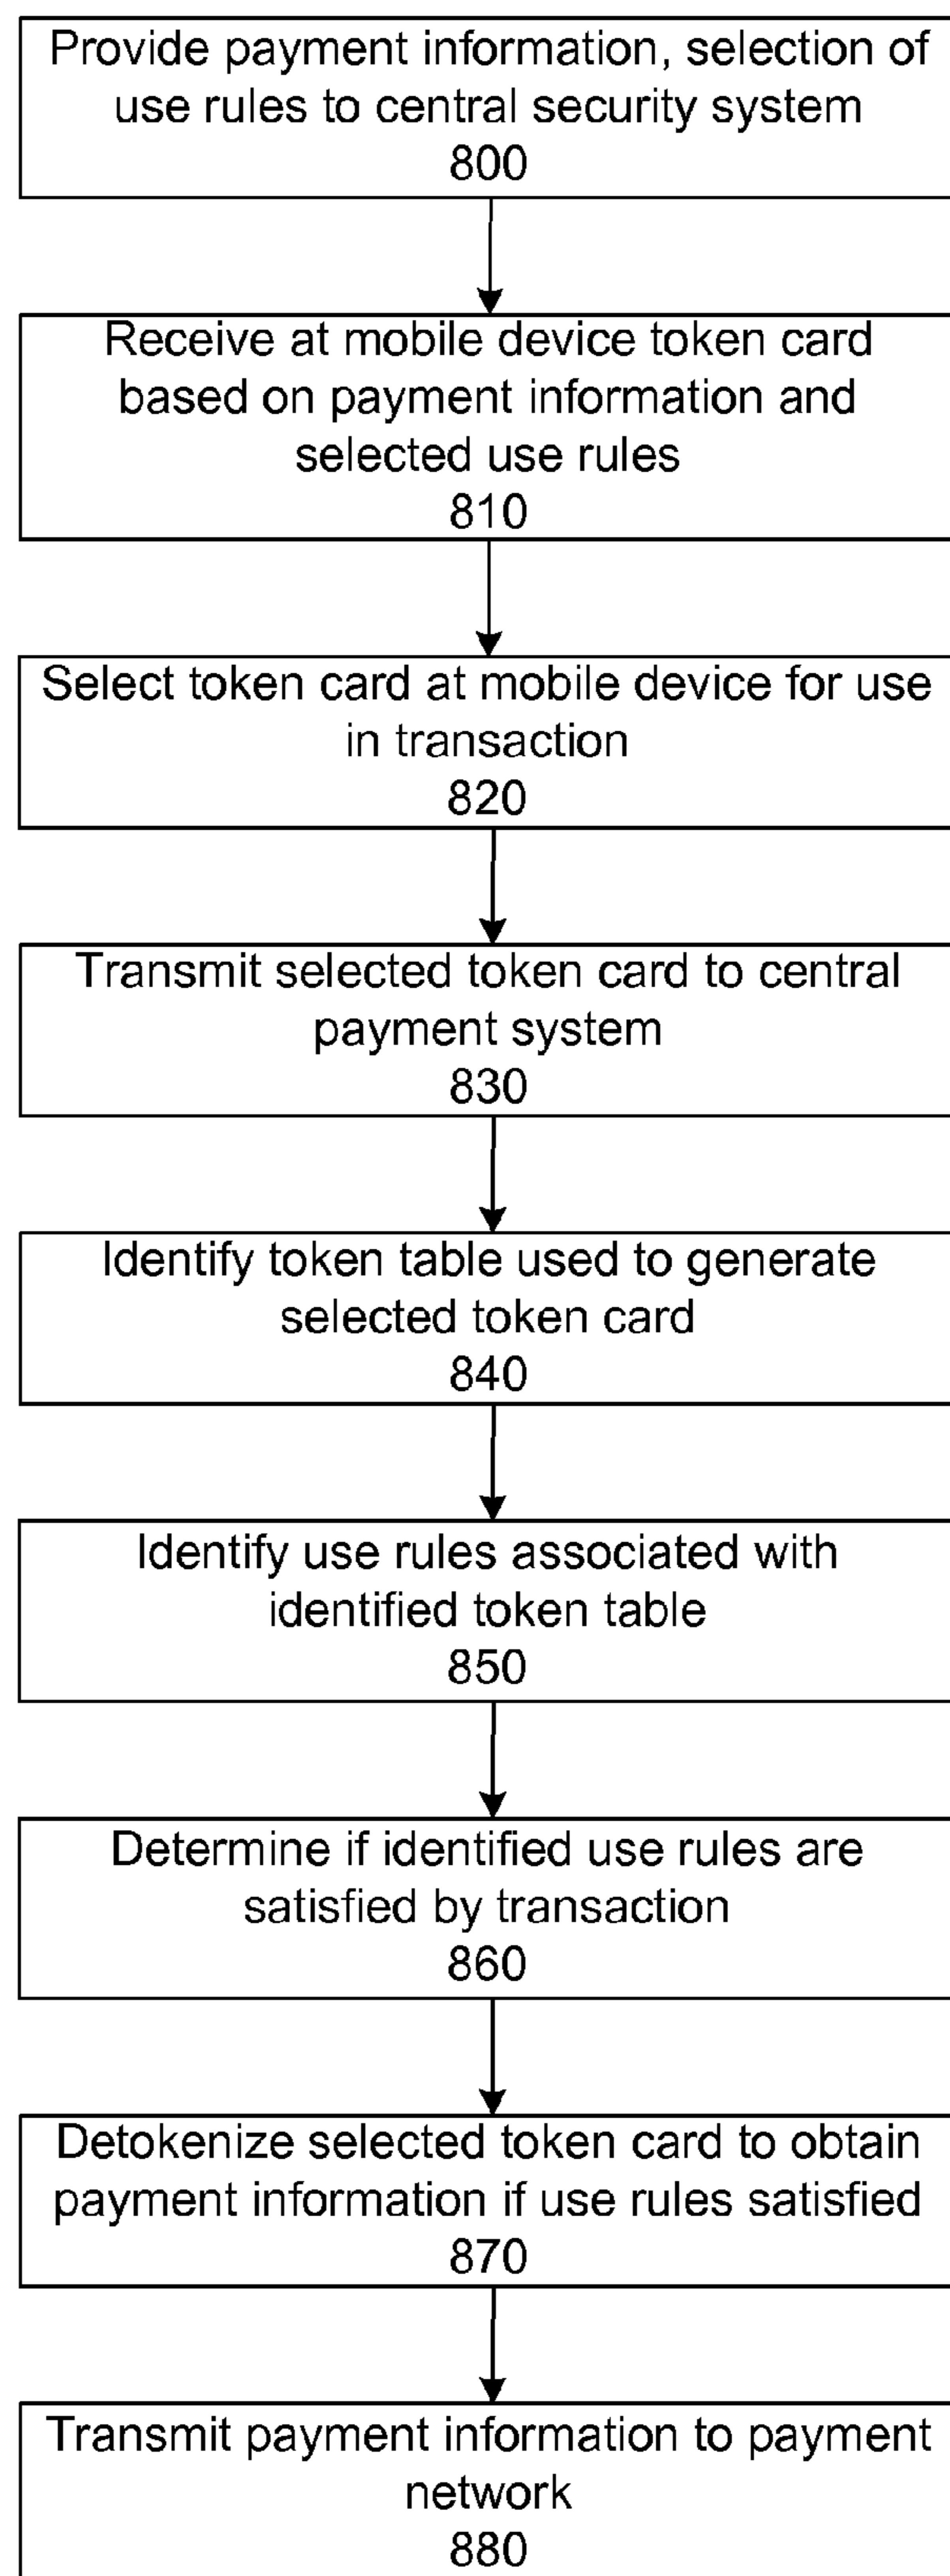 Provide payment information, selection of
use rules to central security system
800
Receive at mobile device token card
based on payment information and
selected use rules
810
Select token card at mobile device for use
in transaction
820
Transmit selected token card to central
payment system
830
Identify token table used to generate
selected token card
840
Identify use rules associated with
identified token table
850
Determine if identified use rules are
satisfied by transaction
860
Detokenize selected token card to obtain
payment information if use rules satisfied
870
Transmit payment information to payment
network
880